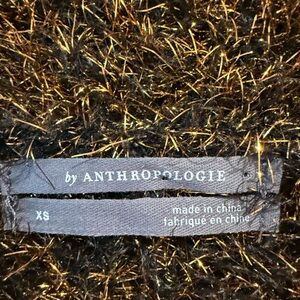 by ANTHROPOLOGIE
XS
made in china
fabriqué en chine